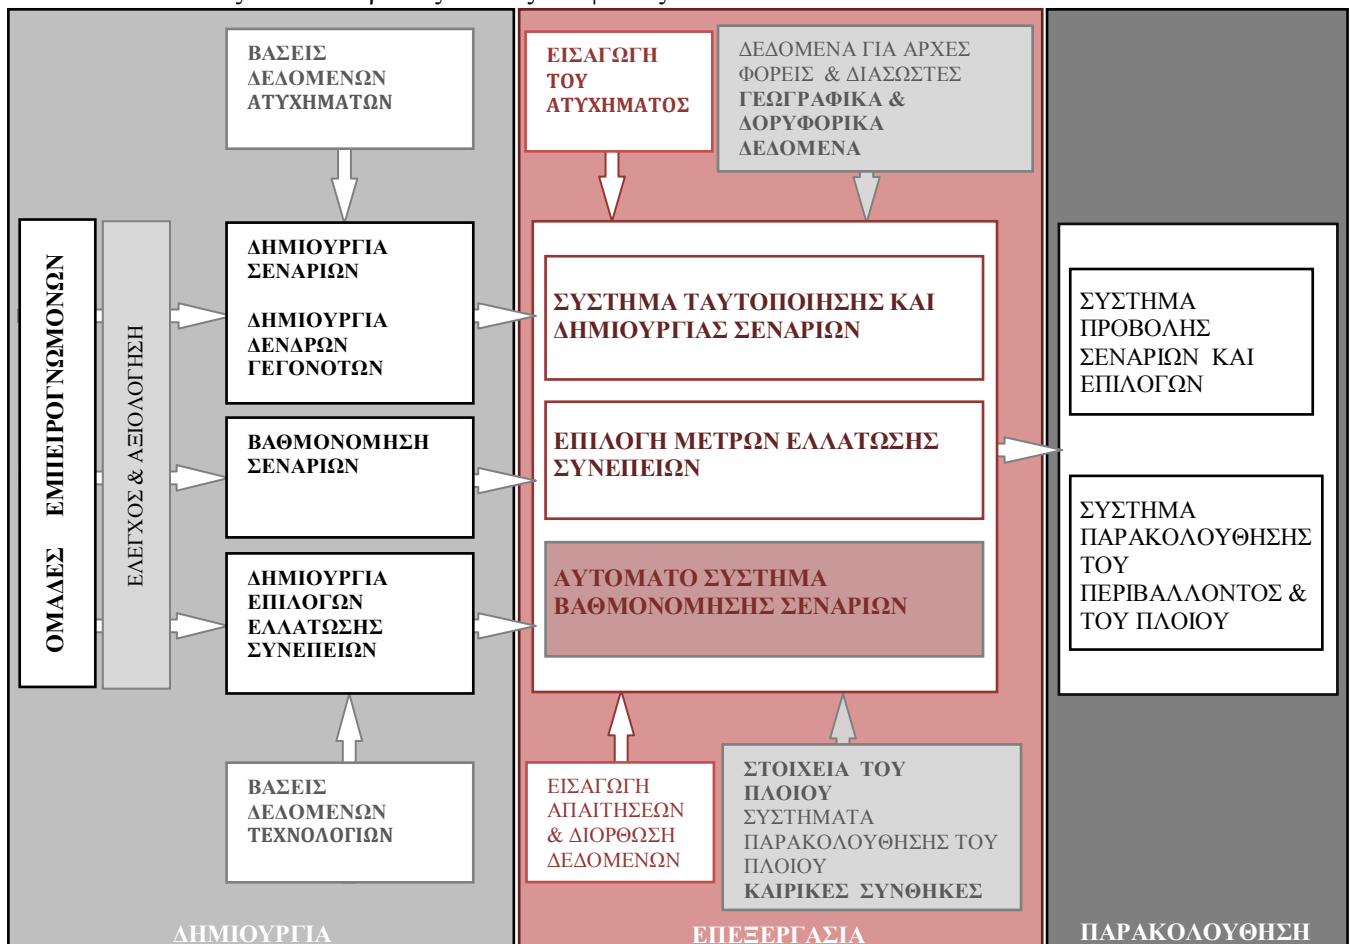 ΒΑΣΕΙΣ
ΔΕΔΟΜΕΝΩΝ
ΑΤΥΧΗΜΑΤΩΝ
ΟΜΑΔΕΣ ΕΜΠΕΙΡΟΓΝΩΜΟΝΩΝ
ΕΛΕΓΧΟΣ & ΑΞΙΟΛΟΓΗΣΗ
ΔΗΜΙΟΥΡΓΙΑ
ΣΕΝΑΡΙΩΝ
ΔΗΜΙΟΥΡΓΙΑ
ΔΕΝΔΡΩΝ
ΓΕΓΟΝΟΤΩΝ
ΒΑΘΜΟΝΟΜΗΣΗ
ΣΕΝΑΡΙΩΝ
ΔΗΜΙΟΥΡΓΙΑ
ΕΠΙΛΟΓΩΝ
ΕΛΛΑΤΩΣΗΣ
ΣΥΝΕΠΕΙΩΝ
ΒΑΣΕΙΣ
ΔΕΔΟΜΕΝΩΝ
ΤΕΧΝΟΛΟΓΙΩΝ
ΔΗΜΙΟΥΡΓΙΑ
ΕΙΣΑΓΩΓΗ
ΤΟΥ
ΑΤΥΧΗΜΑΤΟΣ
ΔΕΔΟΜΕΝΑ ΓΙΑ ΑΡΧΕΣ
ΦΟΡΕΙΣ & ΔΙΑΣΩΣΤΕΣ
ΓΕΩΓΡΑΦΙΚΑ &
ΔΟΡΥΦΟΡΙΚΑ
ΔΕΔΟΜΕΝΑ
ΣΥΣΤΗΜΑ ΤΑΥΤΟΠΟΙΗΣΗΣ ΚΑΙ
ΔΗΜΙΟΥΡΓΙΑΣ ΣΕΝΑΡΙΩΝ
ΕΠΙΛΟΓΗ ΜΕΤΡΩΝ ΕΛΛΑΤΩΣΗΣ
ΣΥΝΕΠΕΙΩΝ
ΑΥΤΟΜΑΤΟ ΣΥΣΤΗΜΑ
ΒΑΘΜΟΝΟΜΗΣΗΣ ΣΕΝΑΡΙΩΝ
ΕΙΣΑΓΩΓΗ
ΑΠΑΙΤΗΣΕΩΝ
& ΔΙΟΡΘΩΣΗ
ΔΕΔΟΜΕΝΩΝ
ΣΤΟΙΧΕΙΑ ΤΟΥ
ΠΛΟΙΟΥ
ΣΥΣΤΗΜΑΤΑ
ΠΑΡΑΚΟΛΟΥΘΗΣΗΣ ΤΟΥ
ΠΛΟΙΟΥ
ΚΑΙΡΙΚΕΣ ΣΥΝΘΗΚΕΣ
ΕΠΕΞΕΡΓΑΣΙΑ
ΣΥΣΤΗΜΑ
ΠΡΟΒΟΛΗΣ
ΣΕΝΑΡΙΩΝ ΚΑΙ
ΕΠΙΛΟΓΩΝ
ΣΥΣΤΗΜΑ
ΠΑΡΑΚΟΛΟΥΘΗΣΗΣ
ΤΟΥ
ΠΕΡΙΒΑΛΛΟΝΤΟΣ &
ΤΟΥ ΠΛΟΙΟΥ
ΠΑΡΑΚΟΛΟΥΘΗΣΗ